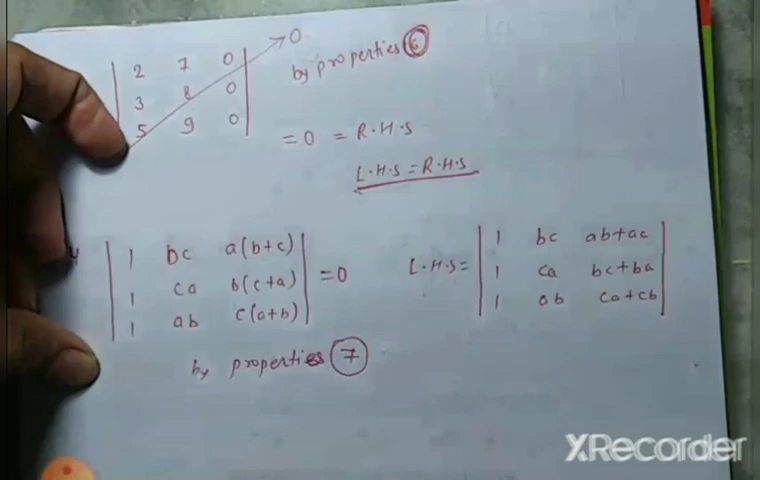 2 7 0 → 0
3 8 0
5 9 0
by properties 6
= 0 = R.H.S
L.H.S = R.H.S
1 bc a(b+c)
1 ca b(c+a) = 0
1 ab c(a+b)
L.H.S = 1 bc ab+ac
1 ca bc+ba
1 ab ca+cb
by properties 7
XRecorder